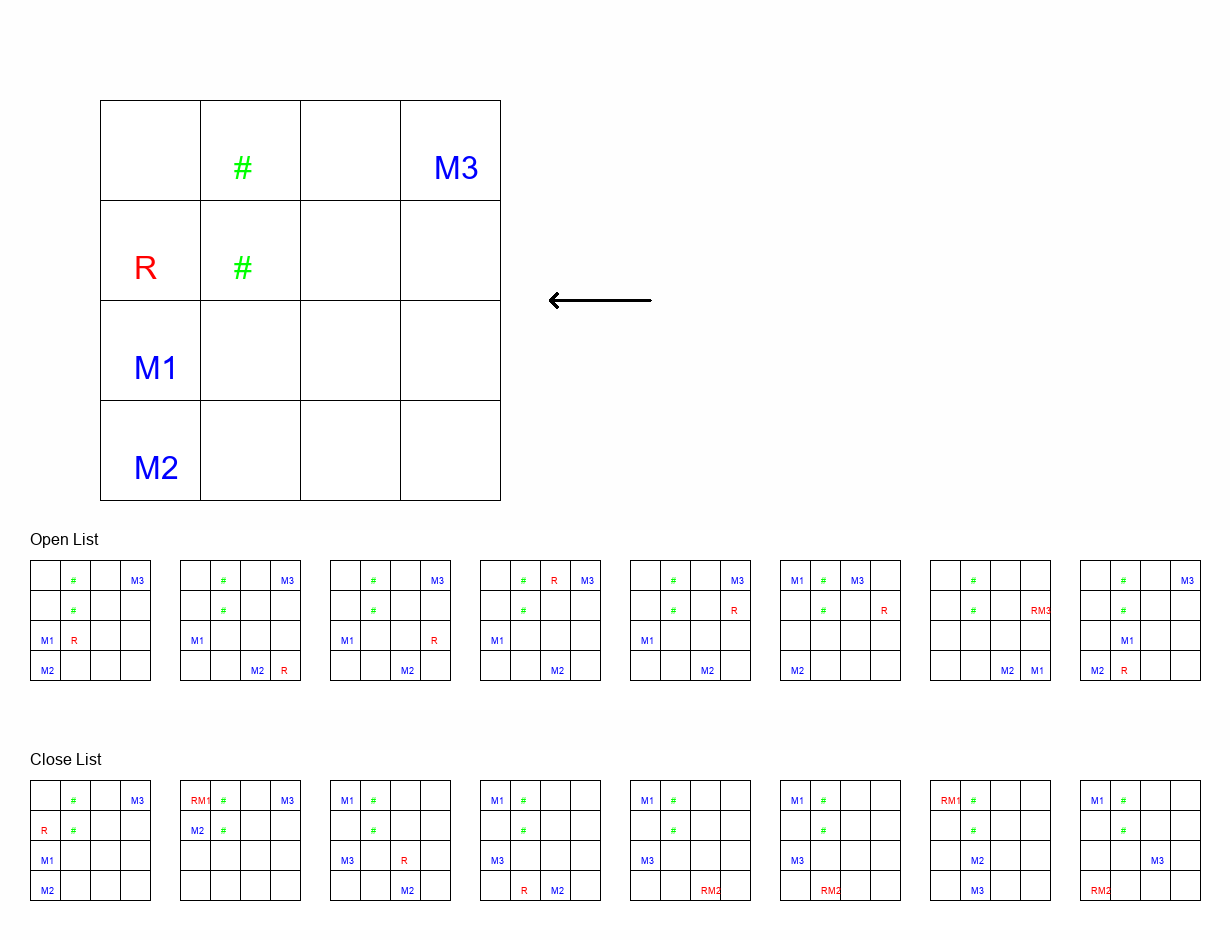 # M3
R #
M1
M2
Open List
# M3 # M3 # M3 # R M3 # M3 M1 # M3 # # M3
# # # # # R # R # RM3 #
M1 R M1 M1 R M1 M1 M1
M2 M2 R M2 M2 M2 M2 M2 M1 M2 R
Close List
# M3 RM1 # M3 M1 # M1 # M1 # M1 # RM1 # M1 #
R # M2 # # # # # # #
M1 M3 R M3 M3 M3 M2 M3
M2 M2 R M2 RM2 RM2 M3 RM2